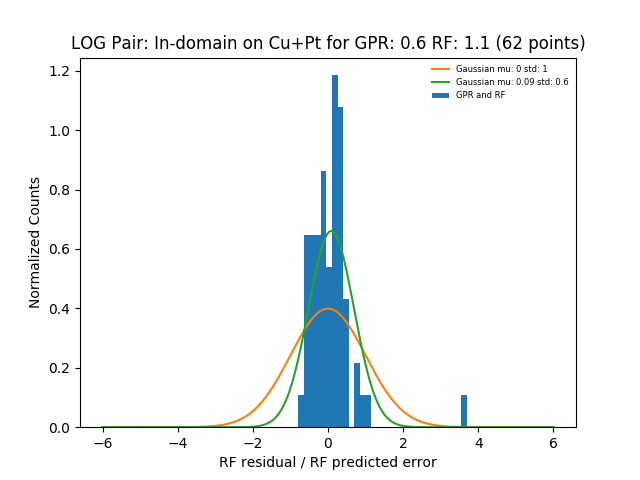 LOG Pair: In-domain on Cu+Pt for GPR: 0.6 RF: 1.1 (62 points)
Gaussian mu: 0 std: 1
Gaussian mu: 0.09 std: 0.6
GPR and RF
Normalized Counts
1.2
1.0
0.8
0.6
0.4
0.2
0.0
−6 −4 −2 0 2 4 6
RF residual / RF predicted error